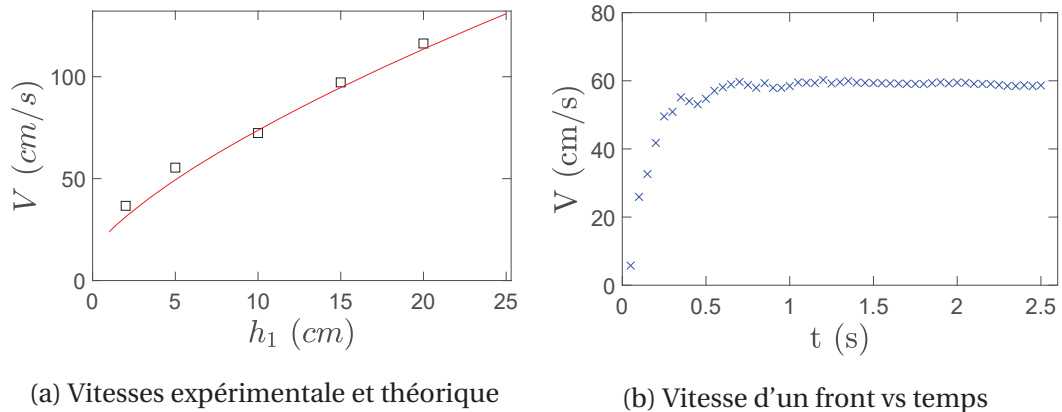 100
50
0
V (cm/s)
0 5 10 15 20 25
h₁ (cm)
(a) Vitesses expérimentale et théorique
80
60
40
20
0
V (cm/s)
0 0.5 1 1.5 2 2.5
t (s)
(b) Vitesse d'un front vs temps